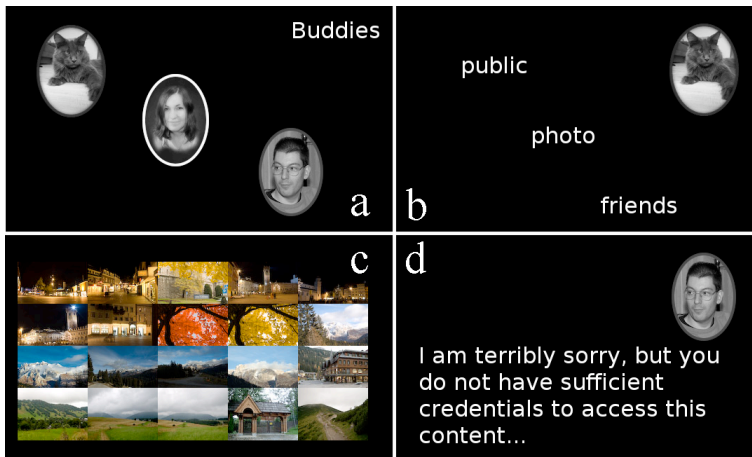 Buddies
a
public
photo
friends
b
c
d
I am terribly sorry, but you
do not have sufficient
credentials to access this
content...